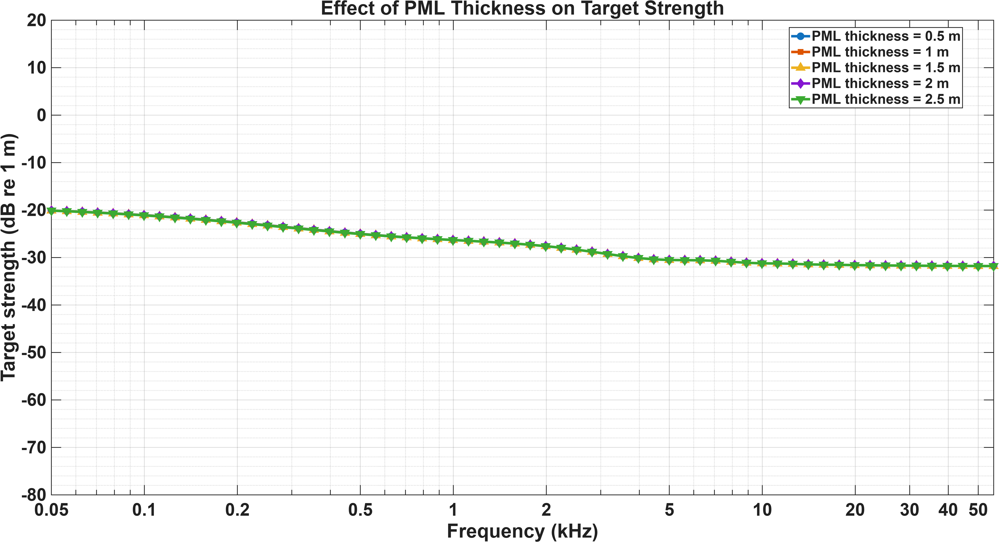 Effect of PML Thickness on Target Strength
20
10
0
-10
-20
-30
-40
-50
-60
-70
-80
Target strength (dB re 1 m)
PML thickness = 0.5 m
PML thickness = 1 m
PML thickness = 1.5 m
PML thickness = 2 m
PML thickness = 2.5 m
0.05 0.1 0.2 0.5 1 2 5 10 20 30 40 50
Frequency (kHz)